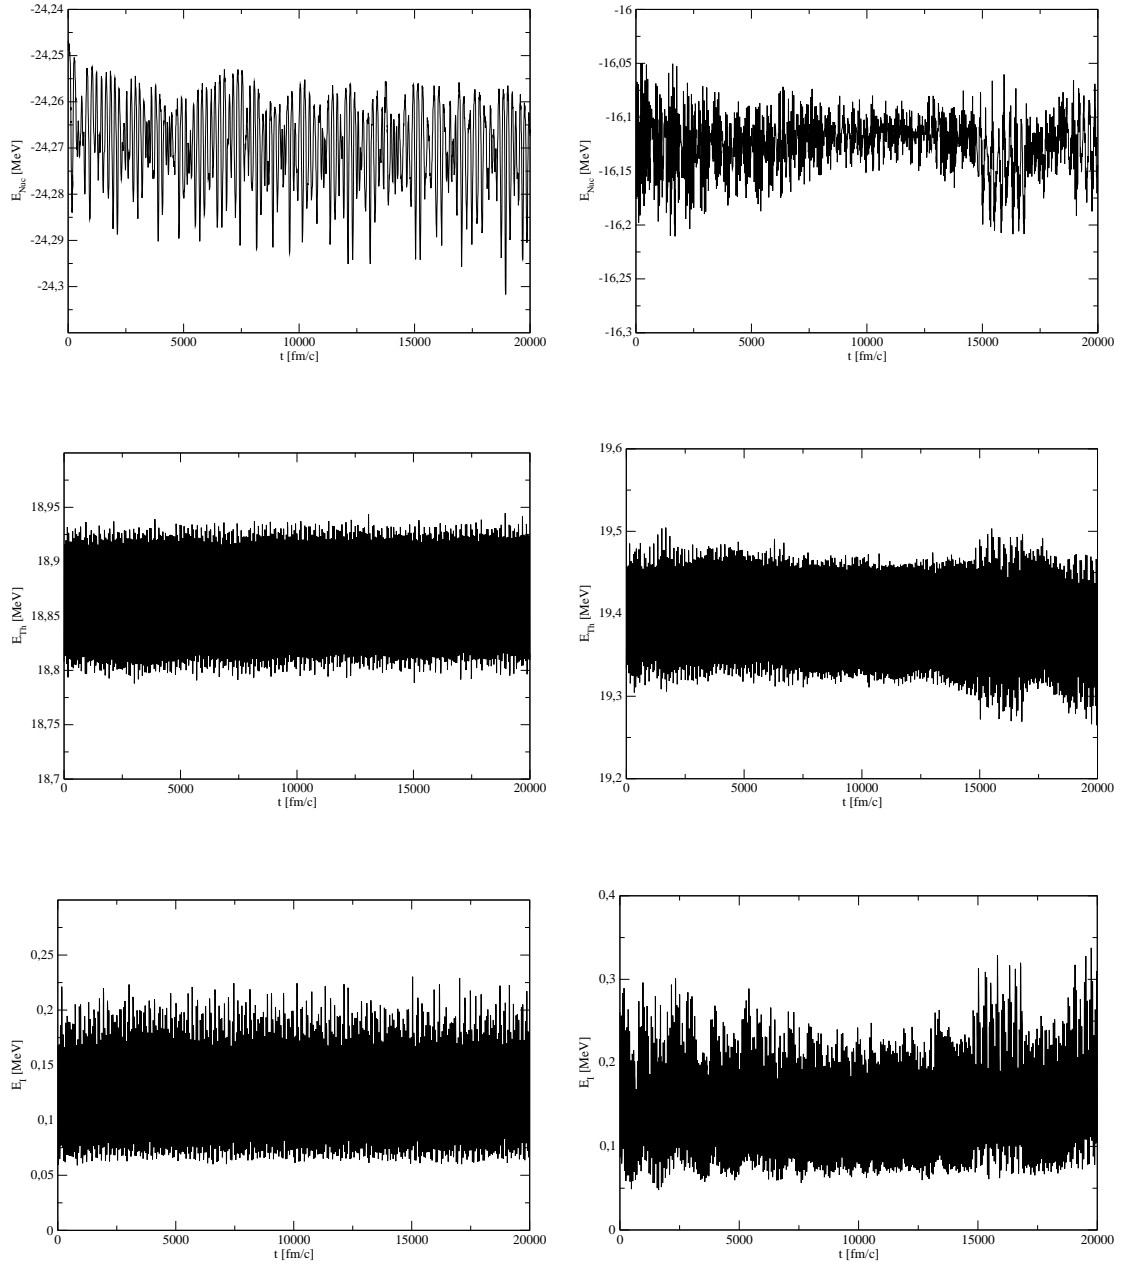 -24,24
-24,25
-24,26
-24,27
-24,28
-24,29
-24,3
E_Nuc [MeV]
0 5000 10000 15000 20000
t [fm/c]
-16
-16,05
-16,1
-16,15
-16,2
-16,25
-16,3
E_Nuc [MeV]
0 5000 10000 15000 20000
t [fm/c]
18,95
18,9
18,85
18,8
18,75
18,7
E_Th [MeV]
0 5000 10000 15000 20000
t [fm/c]
19,6
19,5
19,4
19,3
19,2
E_Th [MeV]
0 5000 10000 15000 20000
t [fm/c]
0,25
0,2
0,15
0,1
0,05
0
E_I [MeV]
0 5000 10000 15000 20000
t [fm/c]
0,4
0,3
0,2
0,1
0
E_I [MeV]
0 5000 10000 15000 20000
t [fm/c]